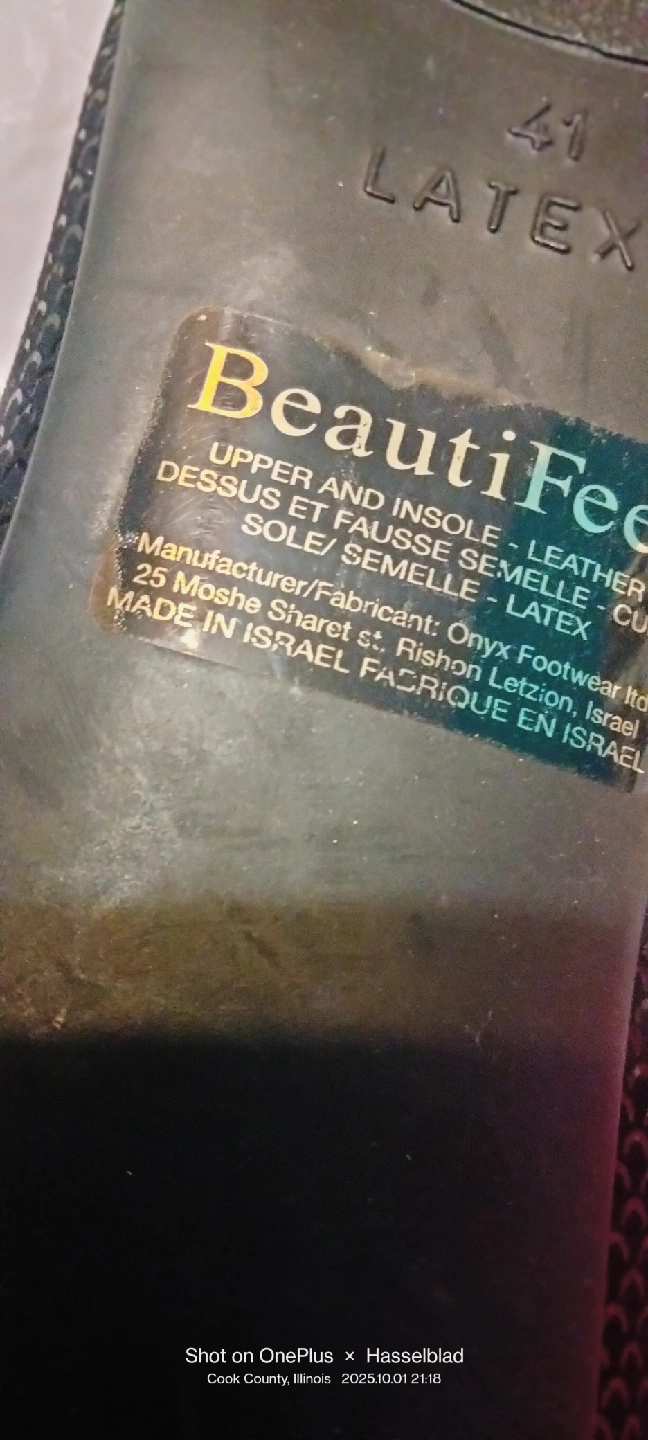 41
LATEX
BeautiFee
UPPER AND INSOLE - LEATHER
DESSUS ET FAUSSE SEMELLE - CU
SOLE/ SEMELLE - LATEX
Manufacturer/Fabricant: Onyx Footwear ltd
25 Moshe Sharet st. Rishon Letzion, Israel
MADE IN ISRAEL FABRIQUE EN ISRAEL
Shot on OnePlus × Hasselblad
Cook County, Illinois 2025.10.01 21:18